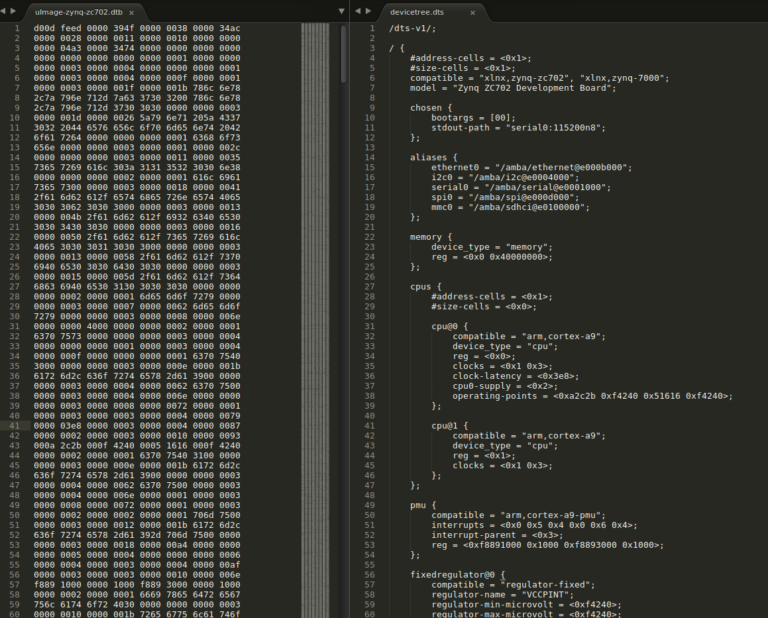 uImage-zynq-zc702.dtb ×
1 d00d feed 0000 394f 0000 0038 0000 34ac
2 0000 0028 0000 0011 0000 0010 0000 0000
3 0000 04a3 0000 3474 0000 0000 0000 0000
4 0000 0000 0000 0000 0000 0001 0000 0000
5 0000 0003 0000 0004 0000 0000 0000 0001
6 0000 0003 0000 0004 0000 000f 0000 0001
7 0000 0003 0000 001f 0000 001b 786c 6e78
8 2c7a 796e 712d 7a63 3730 3200 786c 6e78
9 2c7a 796e 712d 3730 3030 0000 0000 0003
10 0000 001d 0000 0026 5a79 6e71 205a 4337
11 3032 2044 6576 656c 6f70 6d65 6e74 2042
12 6f61 7264 0000 0000 0000 0001 6368 6f73
13 656e 0000 0000 0003 0000 0001 0000 002c
14 0000 0000 0000 0003 0000 0011 0000 0035
15 7365 7269 616c 303a 3131 3532 3030 6e38
16 0000 0000 0000 0002 0000 0001 616c 6961
17 7365 7300 0000 0003 0000 0018 0000 0041
18 2f61 6d62 612f 6574 6865 726e 6574 4065
19 3030 3062 3030 3000 0000 0003 0000 0013
20 0000 004b 2f61 6d62 612f 6932 6340 6530
21 3030 3430 3030 0000 0000 0003 0000 0016
22 0000 0050 2f61 6d62 612f 7365 7269 616c
23 4065 3030 3031 3030 3000 0000 0000 0003
24 0000 0013 0000 0058 2f61 6d62 612f 7370
25 6940 6530 3030 6430 3030 0000 0000 0003
26 0000 0015 0000 005d 2f61 6d62 612f 7364
27 6863 6940 6530 3130 3030 3030 0000 0000
28 0000 0002 0000 0001 6d65 6d6f 7279 0000
29 0000 0003 0000 0007 0000 0062 6d65 6d6f
30 7279 0000 0000 0003 0000 0008 0000 006e
31 0000 0000 4000 0000 0000 0002 0000 0001
32 6370 7573 0000 0000 0000 0003 0000 0004
33 0000 0000 0000 0001 0000 0003 0000 0004
34 0000 000f 0000 0000 0000 0001 6370 7540
35 3000 0000 0000 0003 0000 000e 0000 001b
36 6172 6d2c 636f 7274 6578 2d61 3900 0000
37 0000 0003 0000 0004 0000 0062 6370 7500
38 0000 0003 0000 0004 0000 006e 0000 0000
39 0000 0003 0000 0008 0000 0072 0000 0001
40 0000 0003 0000 0003 0000 0004 0000 0079
41 0000 03e8 0000 0003 0000 0004 0000 0087
42 0000 0002 0000 0003 0000 0010 0000 0093
43 000a 2c2b 000f 4240 0005 1616 000f 4240
44 0000 0002 0000 0001 6370 7540 3100 0000
45 0000 0003 0000 000e 0000 001b 6172 6d2c
46 636f 7274 6578 2d61 3900 0000 0000 0003
47 0000 0004 0000 0062 6370 7500 0000 0003
48 0000 0004 0000 006e 0000 0001 0000 0003
49 0000 0008 0000 0072 0000 0001 0000 0003
50 0000 0002 0000 0002 0000 0001 706d 7500
51 0000 0003 0000 0012 0000 001b 6172 6d2c
52 636f 7274 6578 2d61 392d 706d 7500 0000
53 0000 0003 0000 0018 0000 00a4 0000 0000
54 0000 0005 0000 0004 0000 0000 0000 0006
55 0000 0004 0000 0003 0000 0004 0000 00af
56 0000 0003 0000 0003 0000 0010 0000 006e
57 f889 1000 0000 1000 f889 3000 0000 1000
58 0000 0002 0000 0001 6669 7865 6472 6567
59 756c 6174 6f72 4030 0000 0000 0000 0003
60 0000 0010 0000 001b 7265 6775 6c61 746f
devicetree.dts ×
1 /dts-v1/;
2
3 / {
4 #address-cells = <0x1>;
5 #size-cells = <0x1>;
6 compatible = "xlnx,zynq-zc702", "xlnx,zynq-7000";
7 model = "Zynq ZC702 Development Board";
8
9 chosen {
10 bootargs = [00];
11 stdout-path = "serial0:115200n8";
12 };
13
14 aliases {
15 ethernet0 = "/amba/ethernet@e000b000";
16 i2c0 = "/amba/i2c@e0004000";
17 serial0 = "/amba/serial@e0001000";
18 spi0 = "/amba/spi@e000d000";
19 mmc0 = "/amba/sdhci@e0100000";
20 };
21
22 memory {
23 device_type = "memory";
24 reg = <0x0 0x40000000>;
25 };
26
27 cpus {
28 #address-cells = <0x1>;
29 #size-cells = <0x0>;
30
31 cpu@0 {
32 compatible = "arm,cortex-a9";
33 device_type = "cpu";
34 reg = <0x0>;
35 clocks = <0x1 0x3>;
36 clock-latency = <0x3e8>;
37 cpu0-supply = <0x2>;
38 operating-points = <0xa2c2b 0xf4240 0x51616 0xf4240>;
39 };
40
41 cpu@1 {
42 compatible = "arm,cortex-a9";
43 device_type = "cpu";
44 reg = <0x1>;
45 clocks = <0x1 0x3>;
46 };
47 };
48
49 pmu {
50 compatible = "arm,cortex-a9-pmu";
51 interrupts = <0x0 0x5 0x4 0x0 0x6 0x4>;
52 interrupt-parent = <0x3>;
53 reg = <0xf8891000 0x1000 0xf8893000 0x1000>;
54 };
55
56 fixedregulator@0 {
57 compatible = "regulator-fixed";
58 regulator-name = "VCCPINT";
59 regulator-min-microvolt = <0xf4240>;
60 regulator-max-microvolt = <0xf4240>;